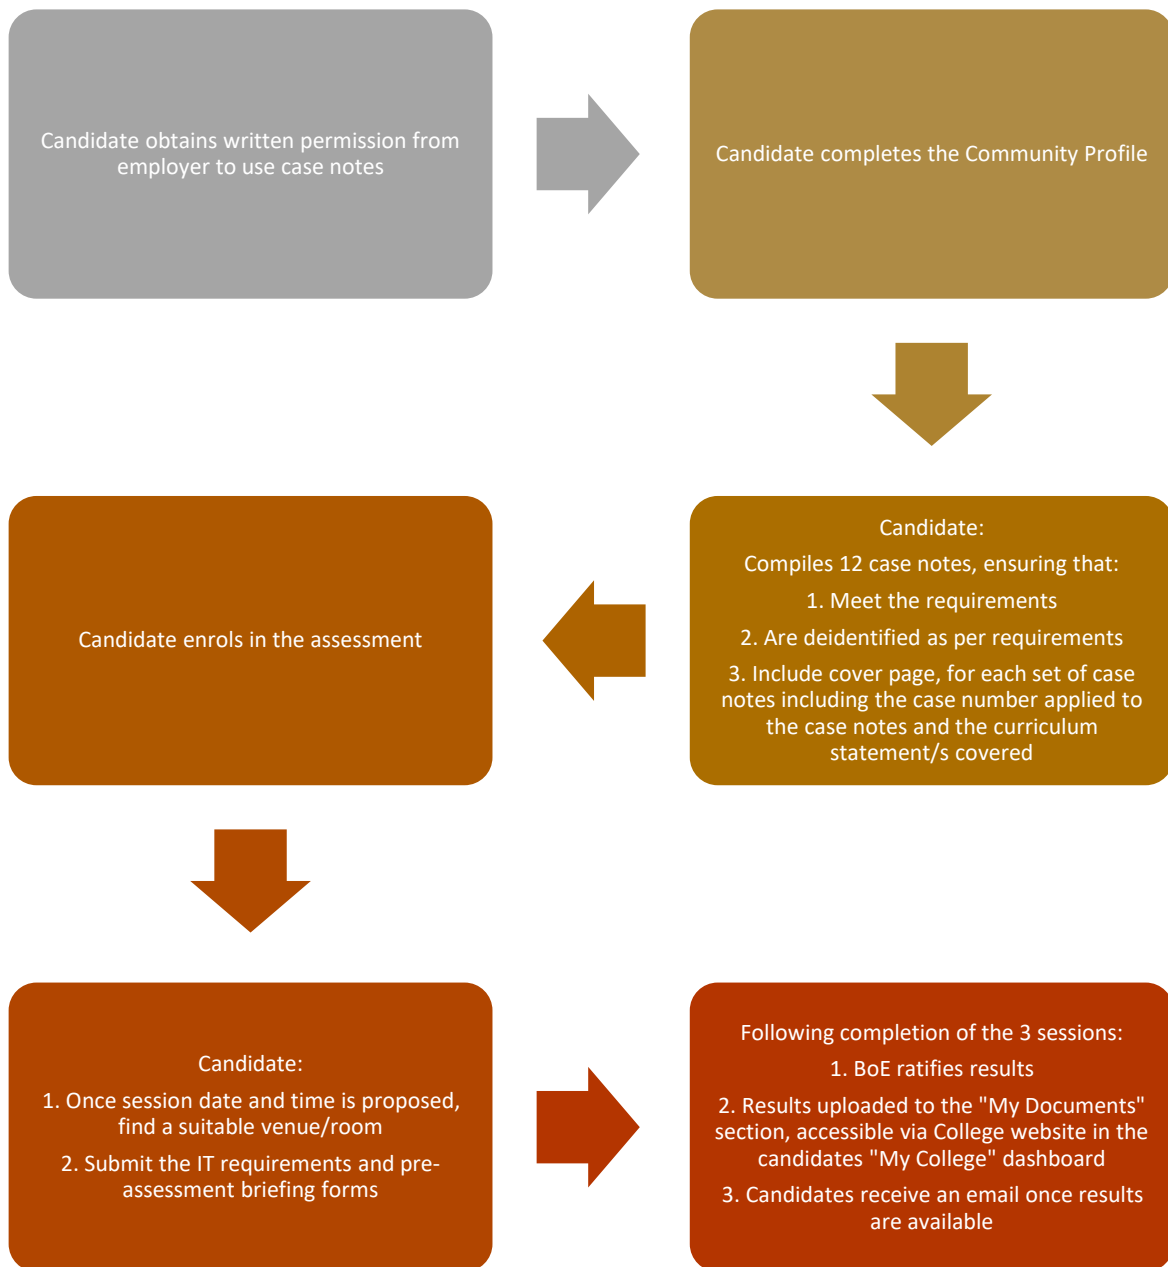 Candidate obtains written permission from
employer to use case notes
Candidate completes the Community Profile
Candidate:
Compiles 12 case notes, ensuring that:
1. Meet the requirements
2. Are deidentified as per requirements
3. Include cover page, for each set of case
notes including the case number applied to
the case notes and the curriculum
statement/s covered
Candidate enrols in the assessment
Candidate:
1. Once session date and time is proposed,
find a suitable venue/room
2. Submit the IT requirements and pre-
assessment briefing forms
Following completion of the 3 sessions:
1. BoE ratifies results
2. Results uploaded to the "My Documents"
section, accessible via College website in the
candidates "My College" dashboard
3. Candidates receive an email once results
are available